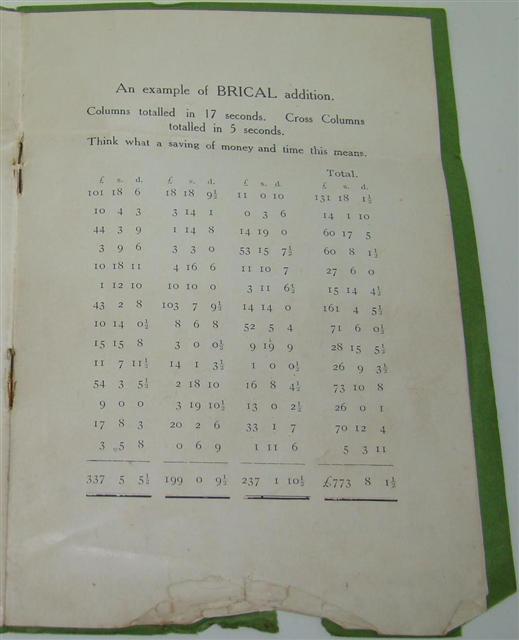 An example of BRICAL addition.
Columns totalled in 17 seconds. Cross Columns
totalled in 5 seconds.
Think what a saving of money and time this means.
Total.
£ s. d. £ s. d. £ s. d. £ s. d.
101 18 6 18 18 9½ 11 0 10 131 18 1½
10 4 3 3 14 1 0 3 6 14 1 10
44 3 9 1 14 8 14 19 0 60 17 5
3 9 6 3 3 0 53 15 7½ 60 8 1½
10 18 11 4 16 6 11 10 7 27 6 0
1 12 10 10 10 0 3 11 6½ 15 14 4½
43 2 8 103 7 9½ 14 14 0 161 4 5½
10 14 0½ 8 6 8 52 5 4 71 6 0½
15 15 8 3 0 0½ 9 19 9 28 15 5½
11 7 11½ 14 1 3½ 1 0 0½ 26 9 3½
54 3 5½ 2 18 10 16 8 4½ 73 10 8
9 0 0 3 19 10½ 13 0 2½ 26 0 1
17 8 3 20 2 6 33 1 7 70 12 4
3 5 8 0 6 9 1 11 6 5 3 11
337 5 5½ 199 0 9½ 237 1 10½ £773 8 1½